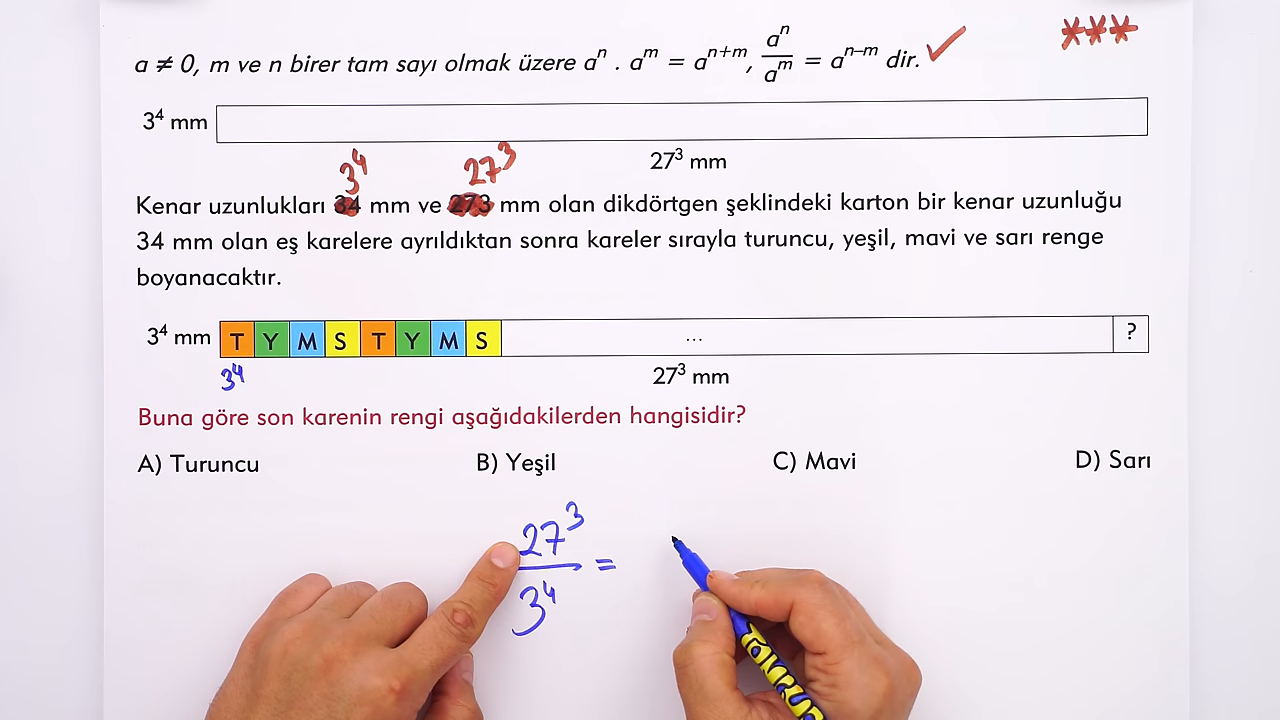 ***
a ≠ 0, m ve n birer tam sayı olmak üzere aⁿ . aᵐ = aⁿ⁺ᵐ, aⁿ/aᵐ = aⁿ⁻ᵐ dir. ✓
3⁴ mm
27³ mm
3⁴ 27³
Kenar uzunlukları 34 mm ve 273 mm olan dikdörtgen şeklindeki karton bir kenar uzunluğu
34 mm olan eş karelere ayrıldıktan sonra kareler sırayla turuncu, yeşil, mavi ve sarı renge
boyanacaktır.
3⁴ mm T Y M S T Y M S ... ?
3⁴
27³ mm
Buna göre son karenin rengi aşağıdakilerden hangisidir?
A) Turuncu B) Yeşil C) Mavi D) Sarı
27³/3⁴ =